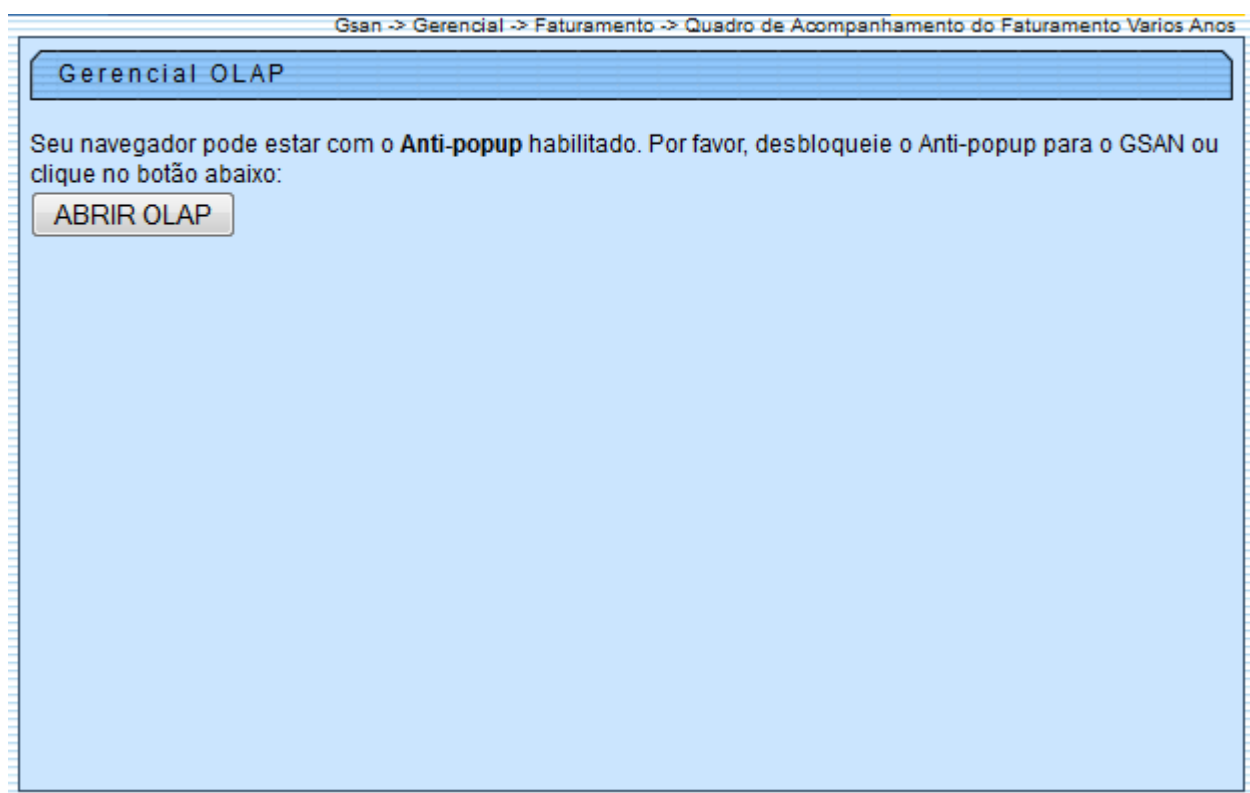 Gsan -> Gerencial -> Faturamento -> Quadro de Acompanhamento do Faturamento Varios Anos
Gerencial OLAP
Seu navegador pode estar com o Anti-popup habilitado. Por favor, desbloqueie o Anti-popup para o GSAN ou
clique no botão abaixo:
ABRIR OLAP